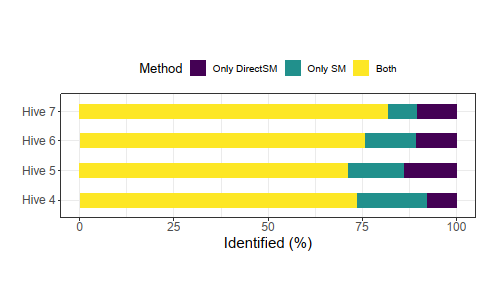 Method Only DirectSM Only SM Both
Hive 7
Hive 6
Hive 5
Hive 4
0 25 50 75 100
Identified (%)